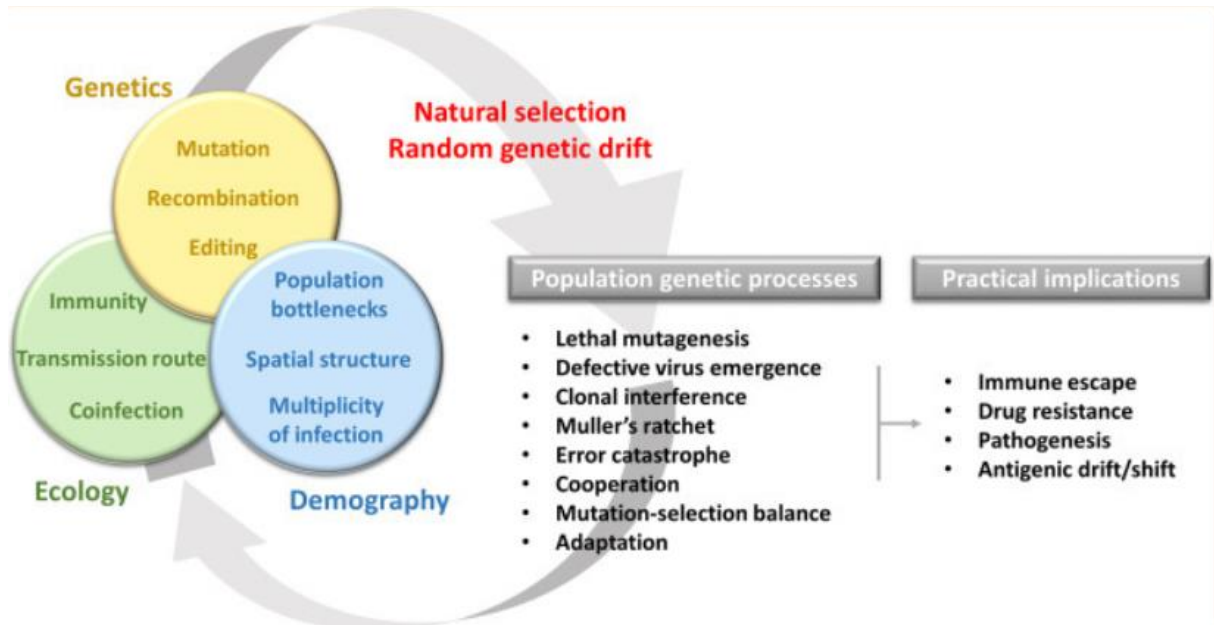 Genetics
Mutation
Recombination
Editing
Immunity
Transmission route
Coinfection
Ecology
Population
bottlenecks
Spatial structure
Multiplicity
of infection
Demography
Natural selection
Random genetic drift
Population genetic processes
• Lethal mutagenesis
• Defective virus emergence
• Clonal interference
• Muller's ratchet
• Error catastrophe
• Cooperation
• Mutation-selection balance
• Adaptation
Practical implications
• Immune escape
• Drug resistance
• Pathogenesis
• Antigenic drift/shift